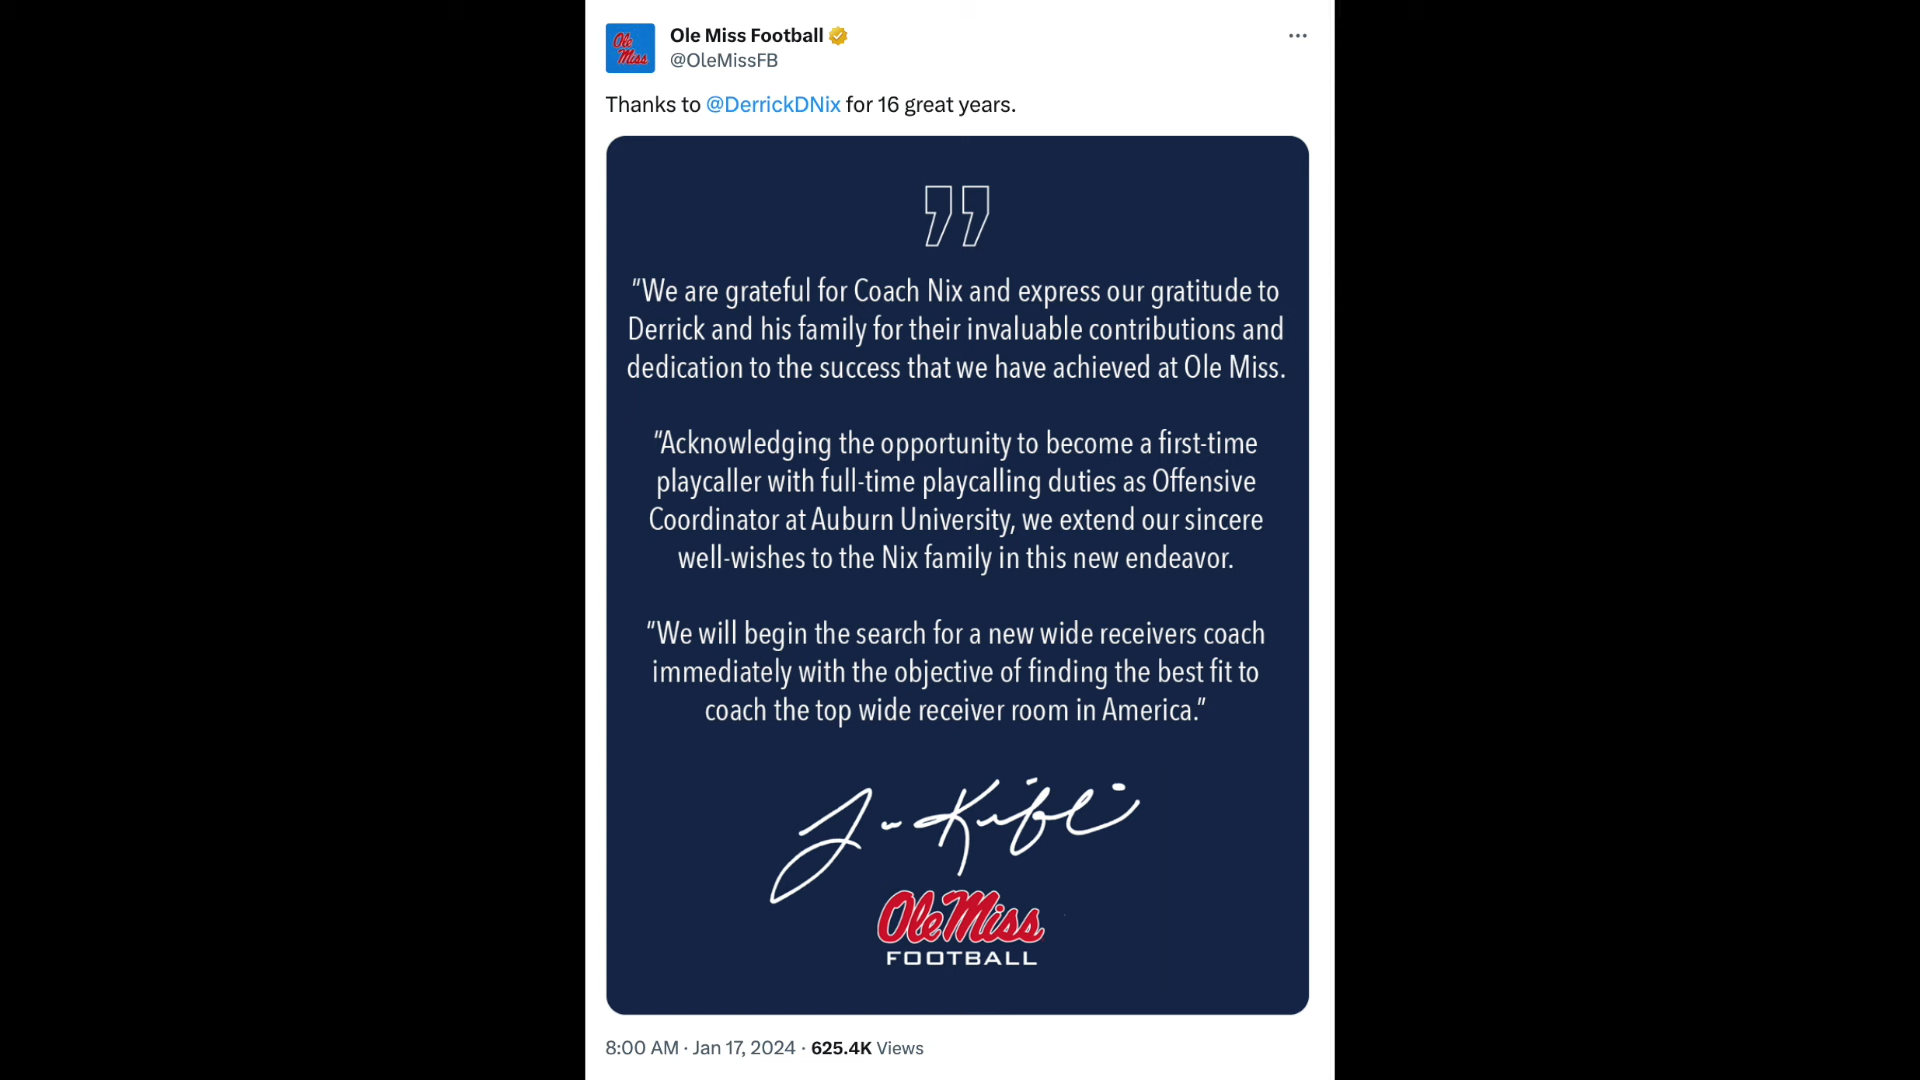 Ole Miss
Ole Miss Football
@OleMissFB
Thanks to @DerrickDNix for 16 great years.
”
“We are grateful for Coach Nix and express our gratitude to
Derrick and his family for their invaluable contributions and
dedication to the success that we have achieved at Ole Miss.
“Acknowledging the opportunity to become a first-time
playcaller with full-time playcalling duties as Offensive
Coordinator at Auburn University, we extend our sincere
well-wishes to the Nix family in this new endeavor.
“We will begin the search for a new wide receivers coach
immediately with the objective of finding the best fit to
coach the top wide receiver room in America.”
Ole Miss
FOOTBALL
8:00 AM · Jan 17, 2024 · 625.4K Views